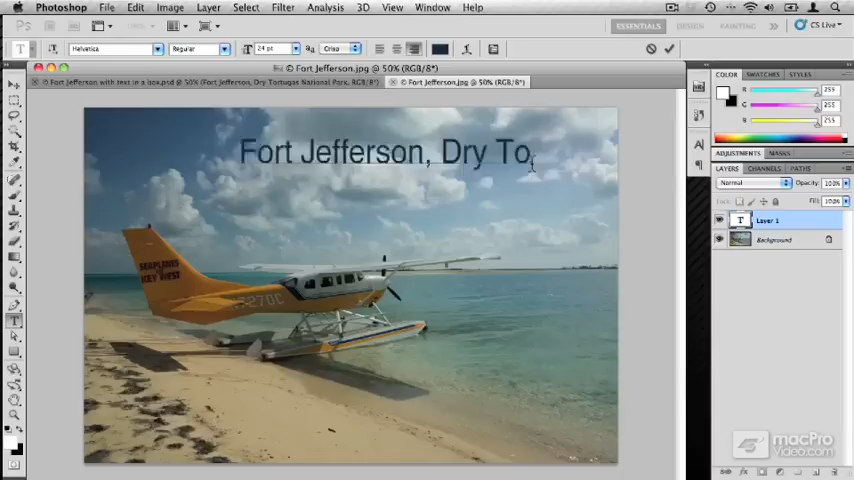 Photoshop File Edit Image Layer Select Filter Analysis 3D View Window Help
Ps ESSENTIALS DESIGN PAINTING CS Live
T Helvetica Regular 24 pt Crisp
© Fort Jefferson.jpg @ 50% (RGB/8*)
© Fort Jefferson with text in a box.psd @ 50% (Fort Jefferson, Dry Tortugas National Park, RGB/8*) © Fort Jefferson.jpg @ 50% (RGB/8*)
COLOR SWATCHES STYLES
R 255
G 255
B 255
ADJUSTMENTS MASKS
LAYERS CHANNELS PATHS
Normal Opacity: 100%
Lock: Fill: 100%
T Layer 1
Background
Fort Jefferson, Dry To
SEAPLANES
KEY WEST
macPro
Video.com